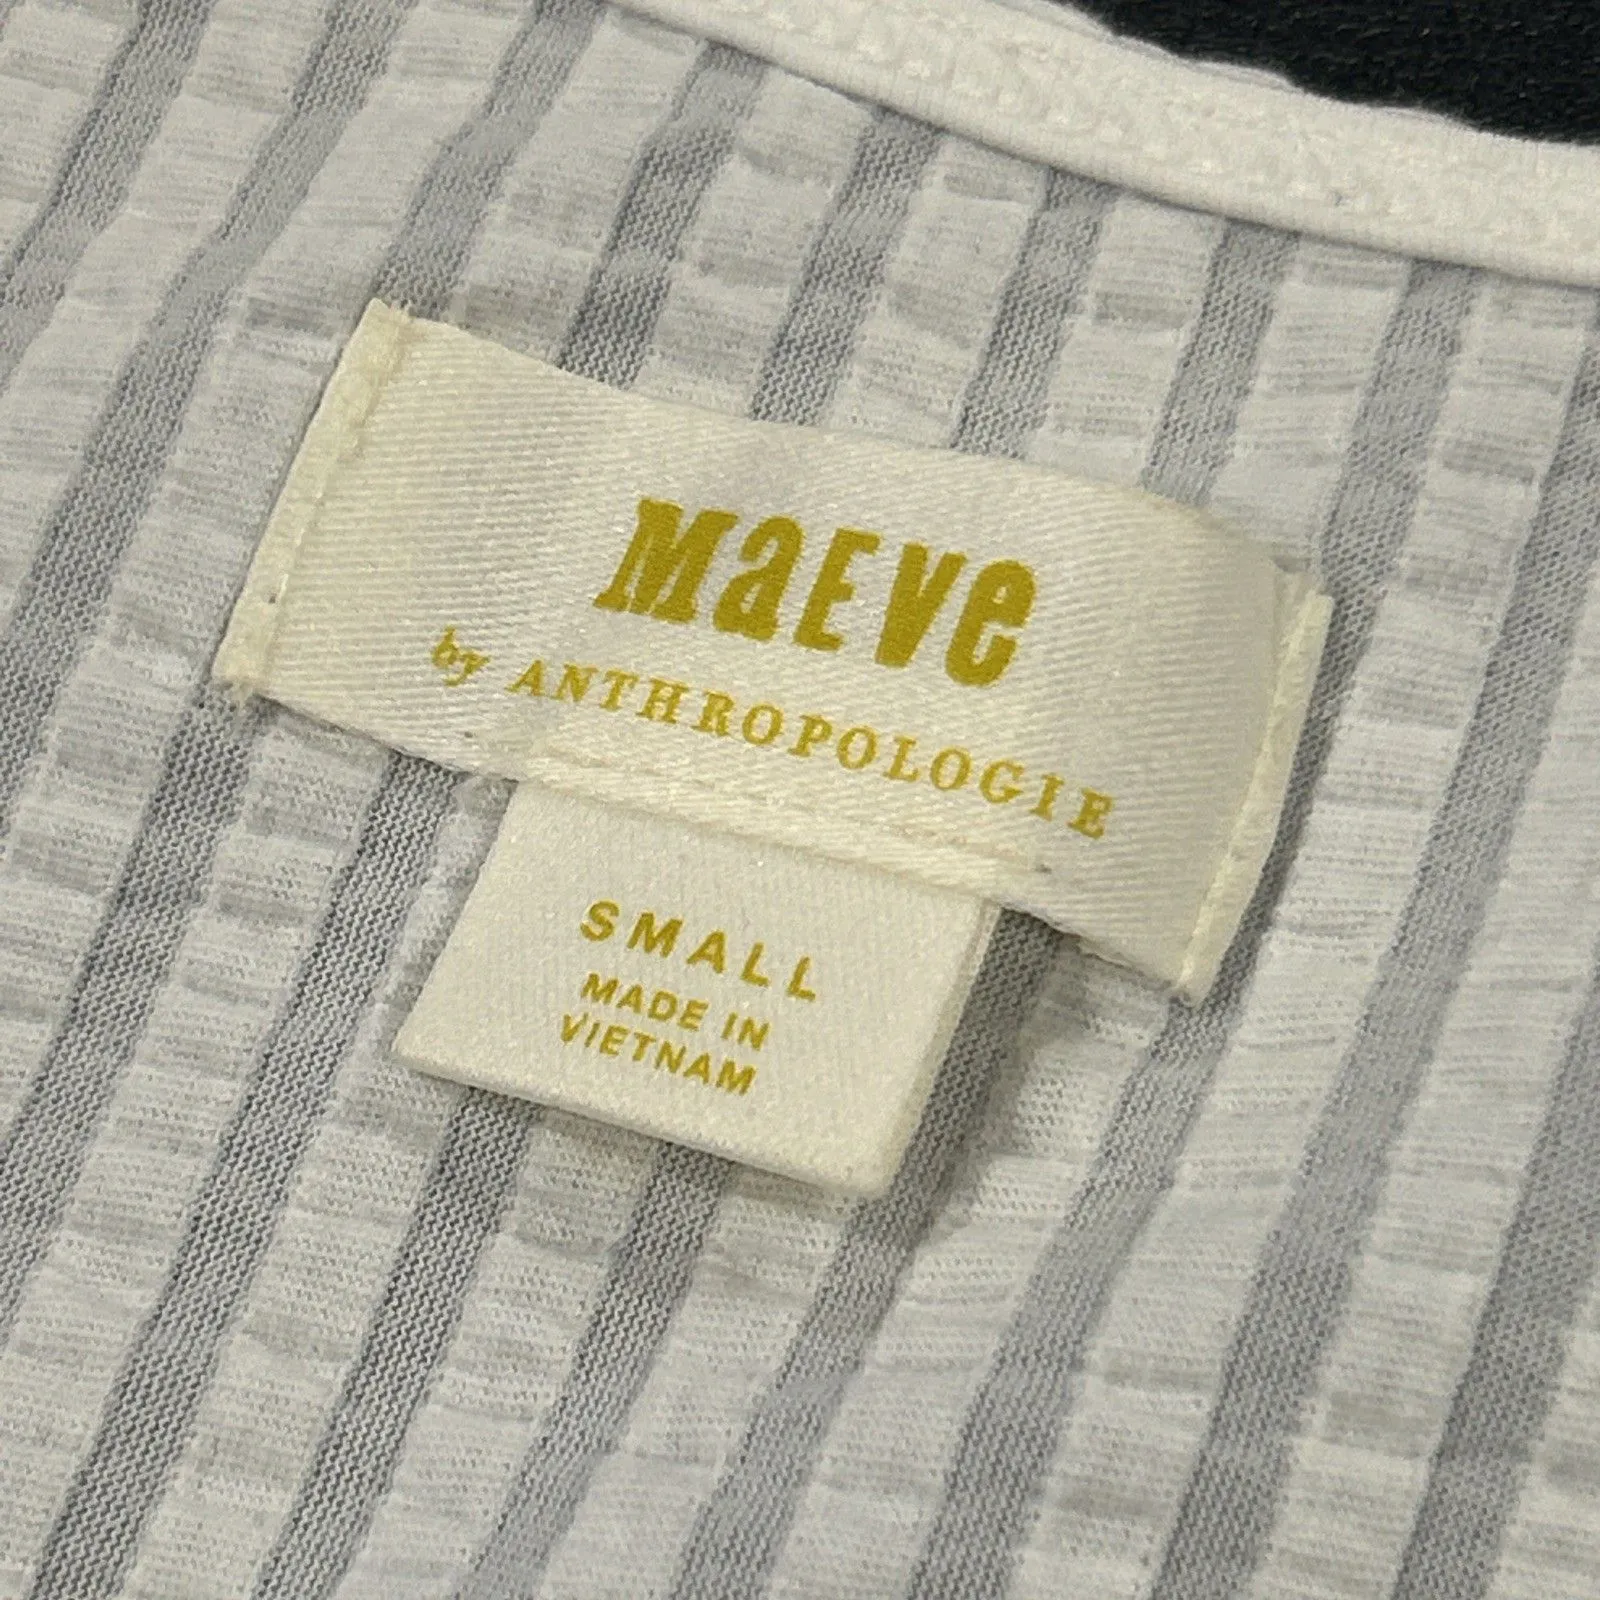 MaEVe
by ANTHROPOLOGIE
SMALL
MADE IN
VIETNAM